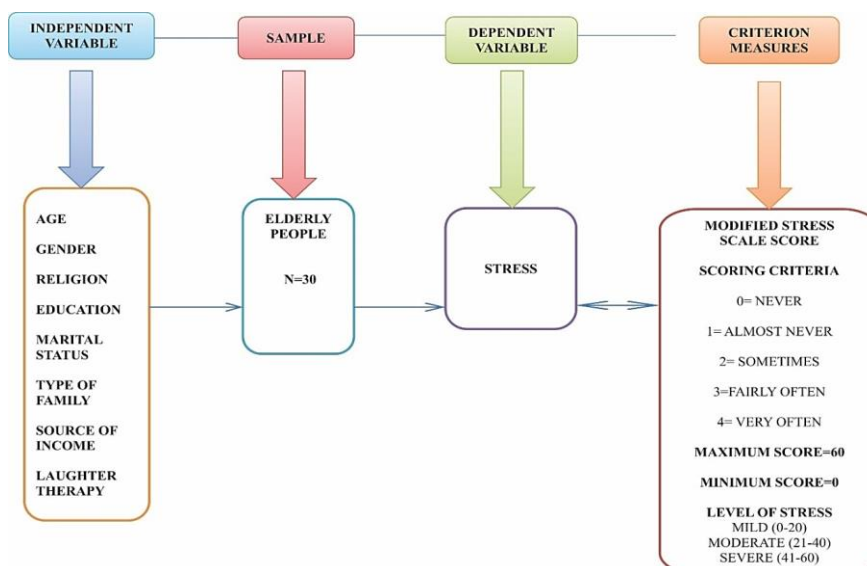 INDEPENDENT
VARIABLE
SAMPLE
DEPENDENT
VARIABLE
CRITERION
MEASURES
AGE
GENDER
RELIGION
EDUCATION
MARITAL
STATUS
TYPE OF
FAMILY
SOURCE OF
INCOME
LAUGHTER
THERAPY
ELDERLY
PEOPLE
N=30
STRESS
MODIFIED STRESS
SCALE SCORE
SCORING CRITERIA
0= NEVER
1= ALMOST NEVER
2= SOMETIMES
3=FAIRLY OFTEN
4= VERY OFTEN
MAXIMUM SCORE=60
MINIMUM SCORE=0
LEVEL OF STRESS
MILD (0-20)
MODERATE (21-40)
SEVERE (41-60)